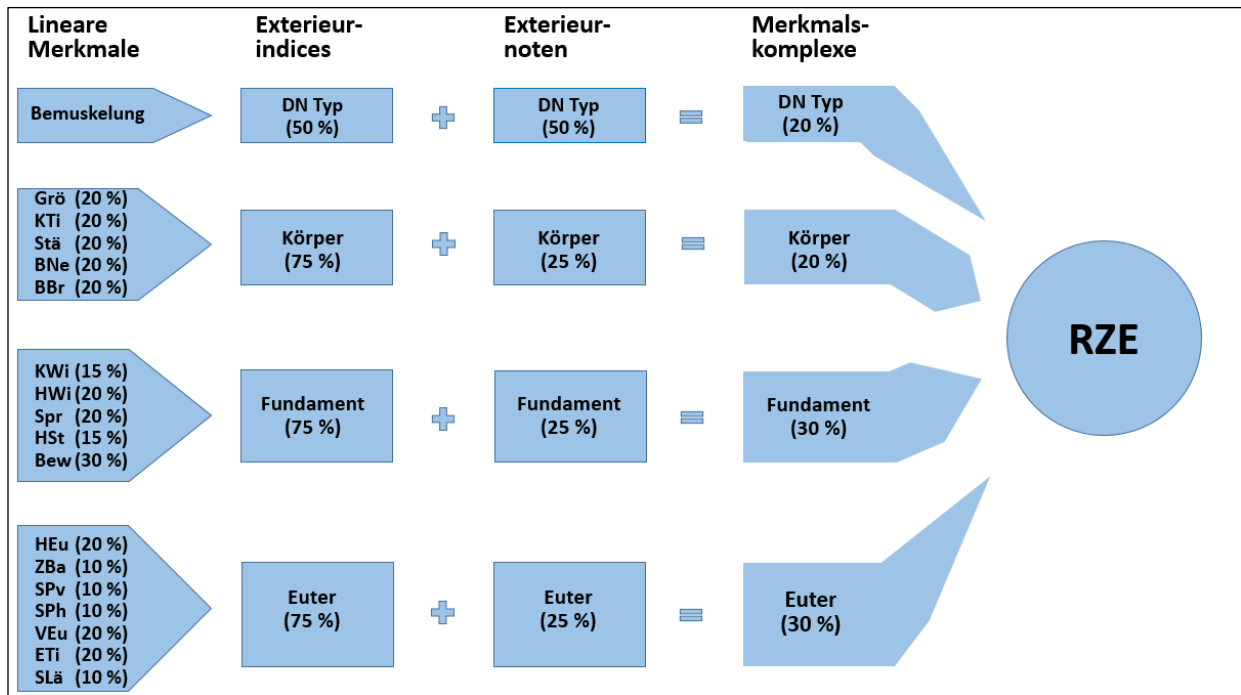 Lineare
Merkmale
Exterieur-
indices
Exterieur-
noten
Merkmals-
komplexe
Bemuskelung
DN Typ
(50 %)
+
DN Typ
(50 %)
=
DN Typ
(20 %)
Grö (20 %)
KTi (20 %)
Stä (20 %)
BNe (20 %)
BBr (20 %)
Körper
(75 %)
+
Körper
(25 %)
=
Körper
(20 %)
KWi (15 %)
HWi (20 %)
Spr (20 %)
HSt (15 %)
Bew (30 %)
Fundament
(75 %)
+
Fundament
(25 %)
=
Fundament
(30 %)
HEu (20 %)
ZBa (10 %)
SPv (10 %)
SPh (10 %)
VEu (20 %)
ETi (20 %)
SLä (10 %)
Euter
(75 %)
+
Euter
(25 %)
=
Euter
(30 %)
RZE